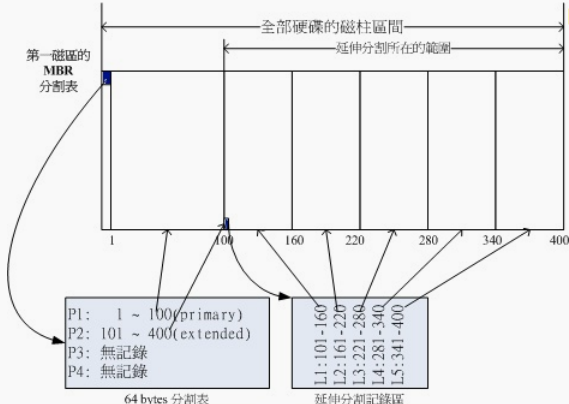 全部硬碟的磁柱區間
延伸分割所在的範圍
第一磁區的
MBR
分割表
1
100
160
220
280
340
400
P1: 1 ~ 100(primary)
P2: 101 ~ 400(extended)
P3: 無記錄
P4: 無記錄
L1:101-160
L2:161-220
L3:221-280
L4:281-340
L5:341-400
64 bytes 分割表
延伸分割記錄區